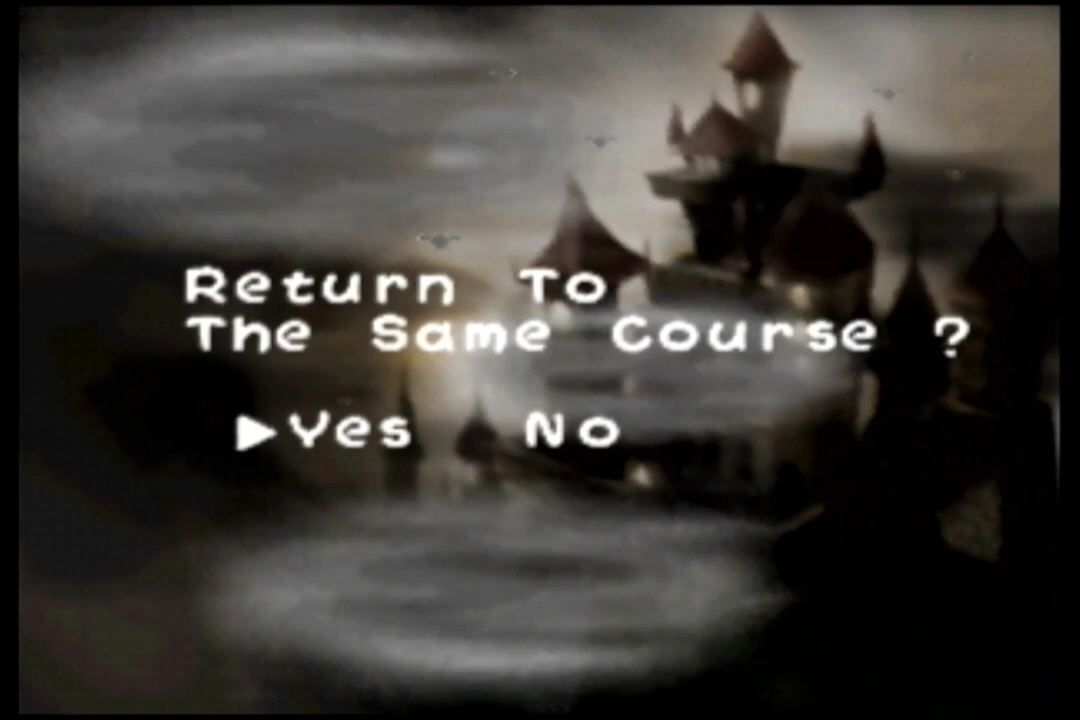 Return To
The Same Course ?
▶Yes No